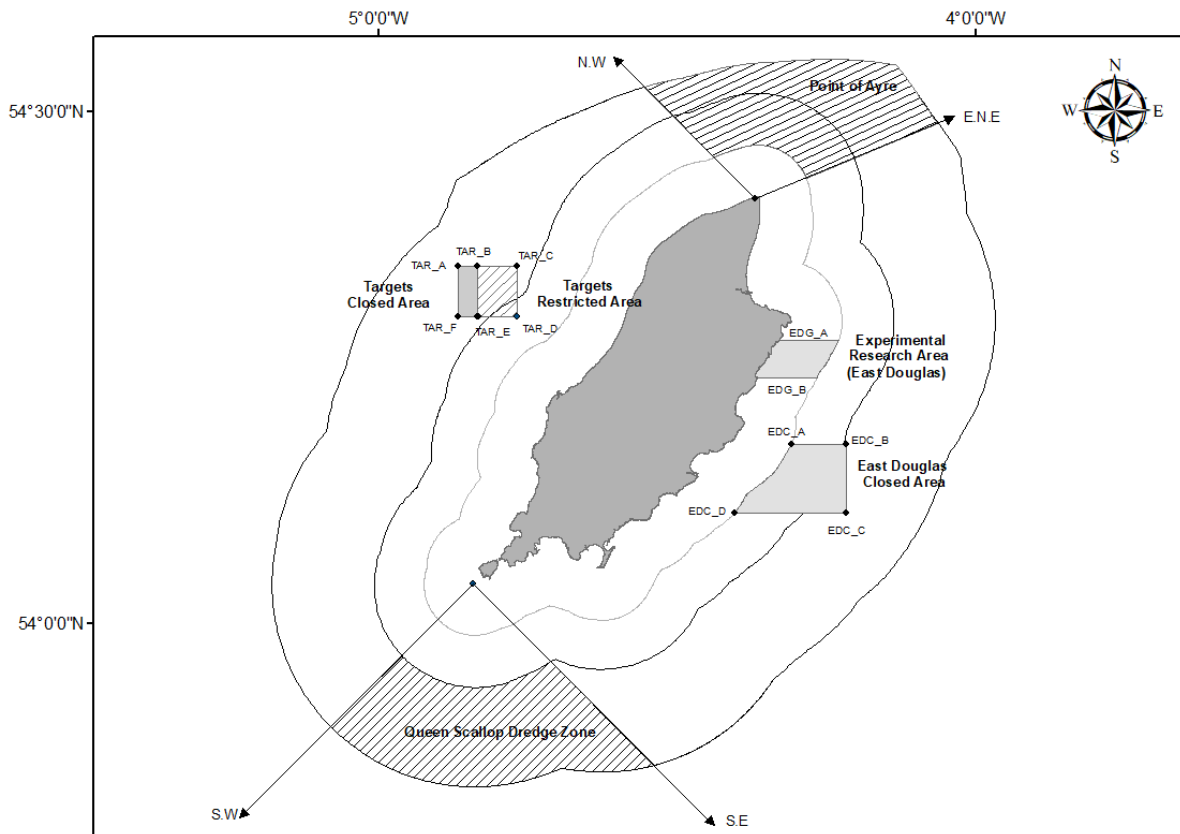 5°0'0"W
4°0'0"W
N.W
Point of Ayre
N
W
E
S
54°30'0"N
E.N.E
TAR_B
TAR_A
TAR_C
Targets
Closed Area
Targets
Restricted Area
TAR_F
TAR_E
TAR_D
EDG_A
Experimental
Research Area
(East Douglas)
EDG_B
EDC_A
EDC_B
East Douglas
Closed Area
EDC_D
EDC_C
54°0'0"N
Queen Scallop Dredge Zone
S.W
S.E